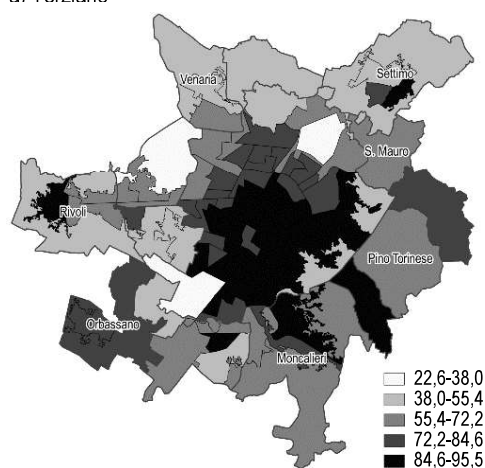 a) Terziario
Venaria
Settimo
S. Mauro
Rivoli
Pino Torinese
Orbassano
Moncalieri
22,6-38,0
38,0-55,4
55,4-72,2
72,2-84,6
84,6-95,5